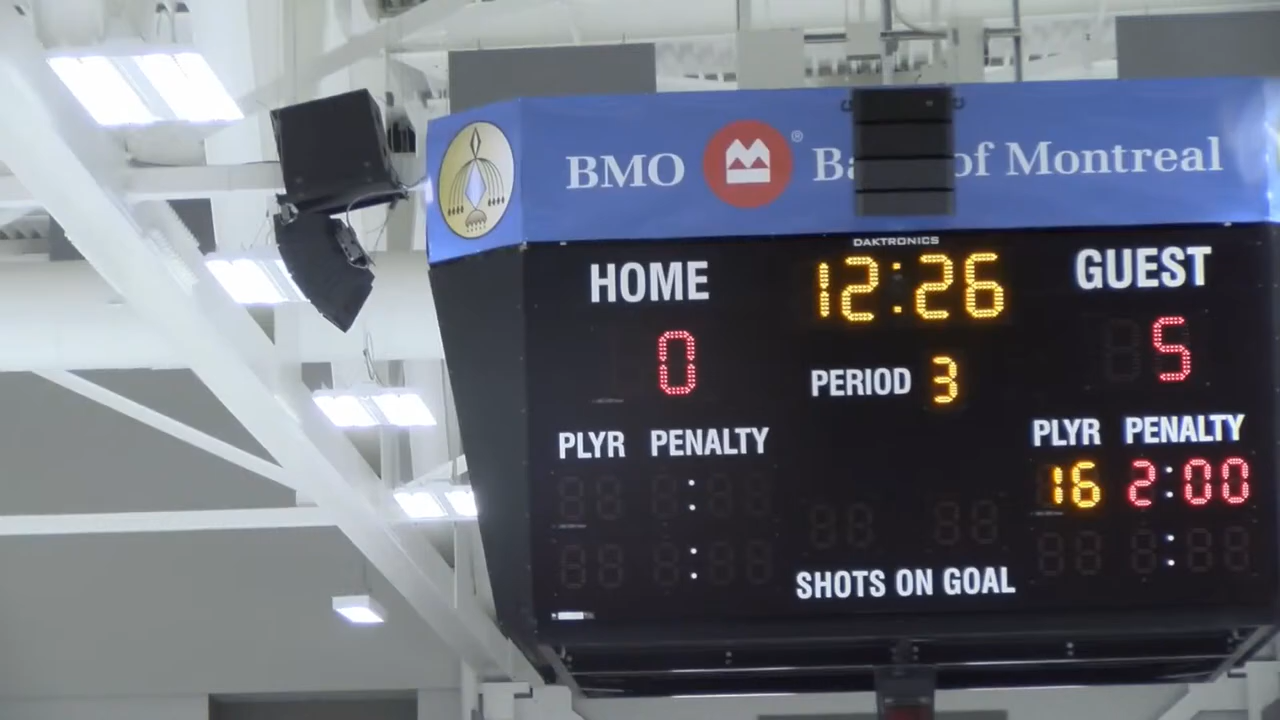 BMO ® Ba of Montreal
DAKTRONICS
HOME 12:26 GUEST
0 5
PERIOD 3
PLYR PENALTY PLYR PENALTY
16 2:00
SHOTS ON GOAL